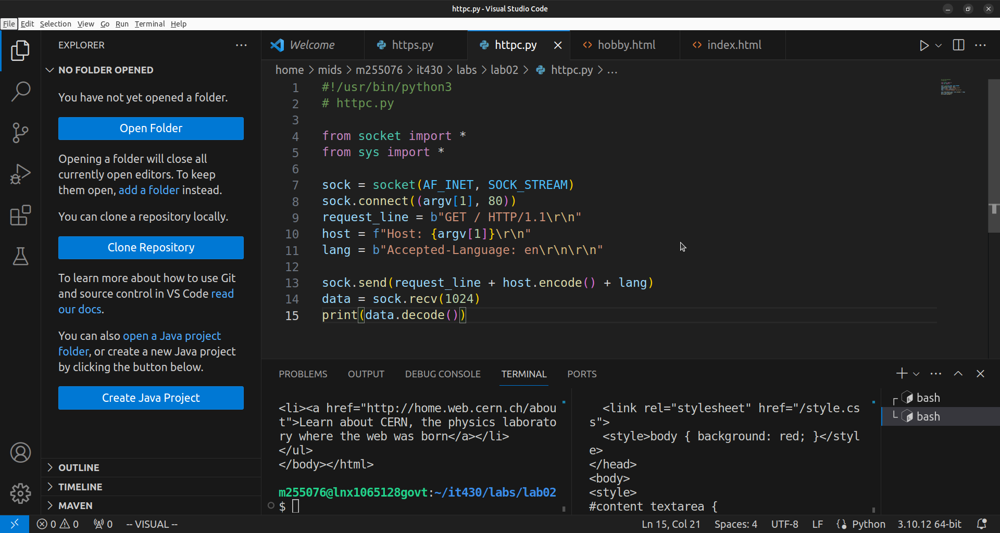 httpc.py - Visual Studio Code
File Edit Selection View Go Run Terminal Help
EXPLORER
NO FOLDER OPENED
You have not yet opened a folder.
Open Folder
Opening a folder will close all
currently open editors. To keep
them open, add a folder instead.
You can clone a repository locally.
Clone Repository
To learn more about how to use Git
and source control in VS Code read
our docs.
You can also open a Java project
folder, or create a new Java project
by clicking the button below.
Create Java Project
OUTLINE
TIMELINE
MAVEN
Welcome https.py httpc.py hobby.html index.html
home > mids > m255076 > it430 > labs > lab02 > httpc.py > ...
1 #!/usr/bin/python3
2 # httpc.py
3
4 from socket import *
5 from sys import *
6
7 sock = socket(AF_INET, SOCK_STREAM)
8 sock.connect((argv[1], 80))
9 request_line = b"GET / HTTP/1.1\r\n"
10 host = f"Host: {argv[1]}\r\n"
11 lang = b"Accepted-Language: en\r\n\r\n"
12
13 sock.send(request_line + host.encode() + lang)
14 data = sock.recv(1024)
15 print(data.decode())
PROBLEMS OUTPUT DEBUG CONSOLE TERMINAL PORTS
<li><a href="http://home.web.cern.ch/abou
t">Learn about CERN, the physics laborato
ry where the web was born</a></li>
</ul>
</body></html>
m255076@lnx1065128govt:~/it430/labs/lab02
$
<link rel="stylesheet" href="/style.cs
s">
<style>body { background: red; }</styl
e>
</head>
<body>
<style>
#content textarea {
bash
bash
0 0 0 -- VISUAL --
Ln 15, Col 21 Spaces: 4 UTF-8 LF Python 3.10.12 64-bit